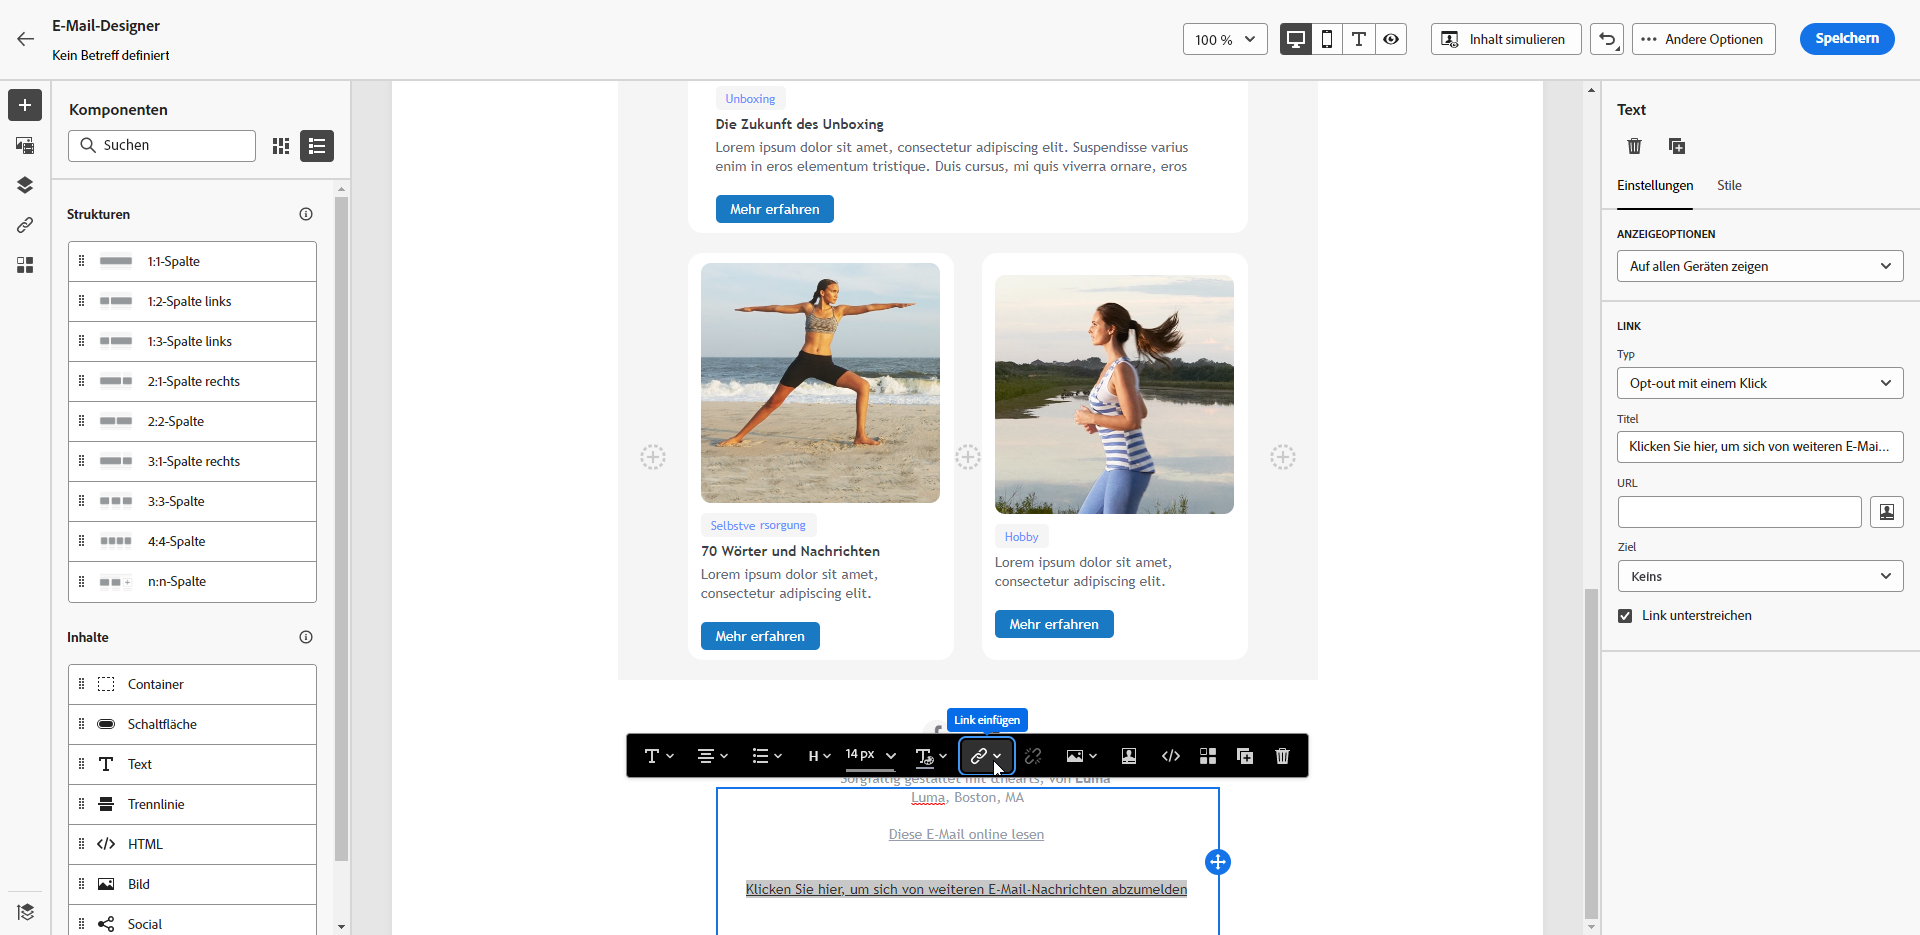 E-Mail-Designer
Kein Betreff definiert
100 %
Inhalt simulieren
Andere Optionen
Speichern
Komponenten
Suchen
Strukturen
1:1-Spalte
1:2-Spalte links
1:3-Spalte links
2:1-Spalte rechts
2:2-Spalte
3:1-Spalte rechts
3:3-Spalte
4:4-Spalte
n:n-Spalte
Inhalte
Container
Schaltfläche
Text
Trennlinie
HTML
Bild
Social
Unboxing
Die Zukunft des Unboxing
Lorem ipsum dolor sit amet, consectetur adipiscing elit. Suspendisse varius
enim in eros elementum tristique. Duis cursus, mi quis viverra ornare, eros
Mehr erfahren
Selbstve rsorgung
70 Wörter und Nachrichten
Lorem ipsum dolor sit amet,
consectetur adipiscing elit.
Mehr erfahren
Hobby
Lorem ipsum dolor sit amet,
consectetur adipiscing elit.
Mehr erfahren
Link einfügen
H
14 px
Sorgfältig gestaltet mit &hearts; von Luma
Luma, Boston, MA
Diese E-Mail online lesen
Klicken Sie hier, um sich von weiteren E-Mail-Nachrichten abzumelden
Text
Einstellungen
Stile
ANZEIGEOPTIONEN
Auf allen Geräten zeigen
LINK
Typ
Opt-out mit einem Klick
Titel
Klicken Sie hier, um sich von weiteren E-Mai...
URL
Ziel
Keins
Link unterstreichen